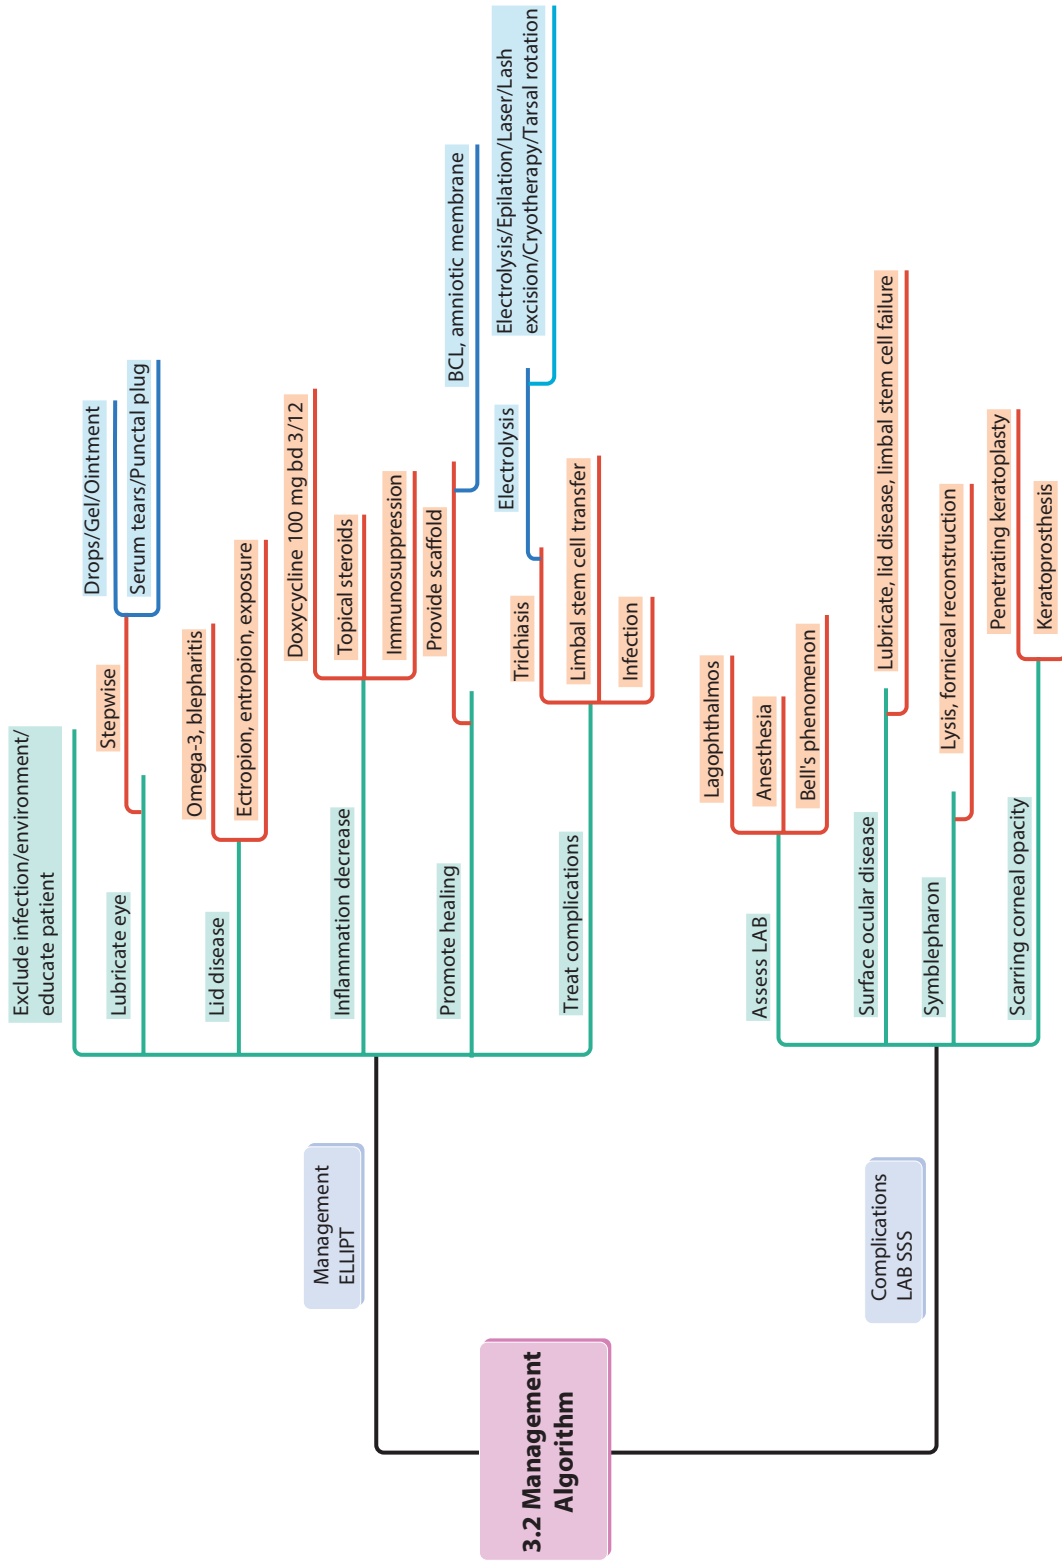 3.2 Management
Algorithm
Management
ELLIPT
Exclude infection/environment/
educate patient
Lubricate eye
Stepwise
Drops/Gel/Ointment
Serum tears/Punctal plug
Lid disease
Omega-3, blepharitis
Ectropion, entropion, exposure
Inflammation decrease
Doxycycline 100 mg bd 3/12
Topical steroids
Immunosuppression
Promote healing
Provide scaffold
BCL, amniotic membrane
Treat complications
Trichiasis
Electrolysis
Electrolysis/Epilation/Laser/Lash
excision/Cryotherapy/Tarsal rotation
Limbal stem cell transfer
Infection
Complications
LAB SSS
Assess LAB
Lagophthalmos
Anesthesia
Bell's phenomenon
Surface ocular disease
Lubricate, lid disease, limbal stem cell failure
Symblepharon
Lysis, forniceal reconstruction
Scarring corneal opacity
Penetrating keratoplasty
Keratoprosthesis